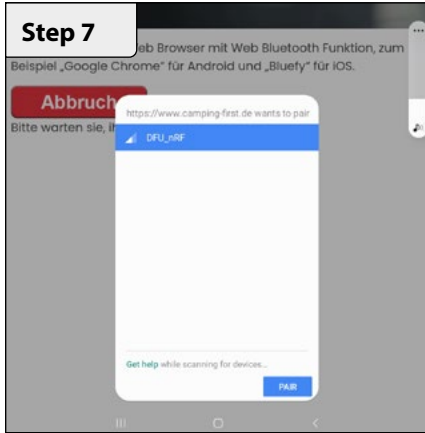 Step 7
eb Browser mit Web Bluetooth Funktion, zum
Beispiel „Google Chrome“ für Android und „Bluefy“ für iOS.
Abbruch
Bitte warten sie, i
https://www.camping-first.de wants to pair
DFU_nRF
Get help while scanning for devices...
PAIR